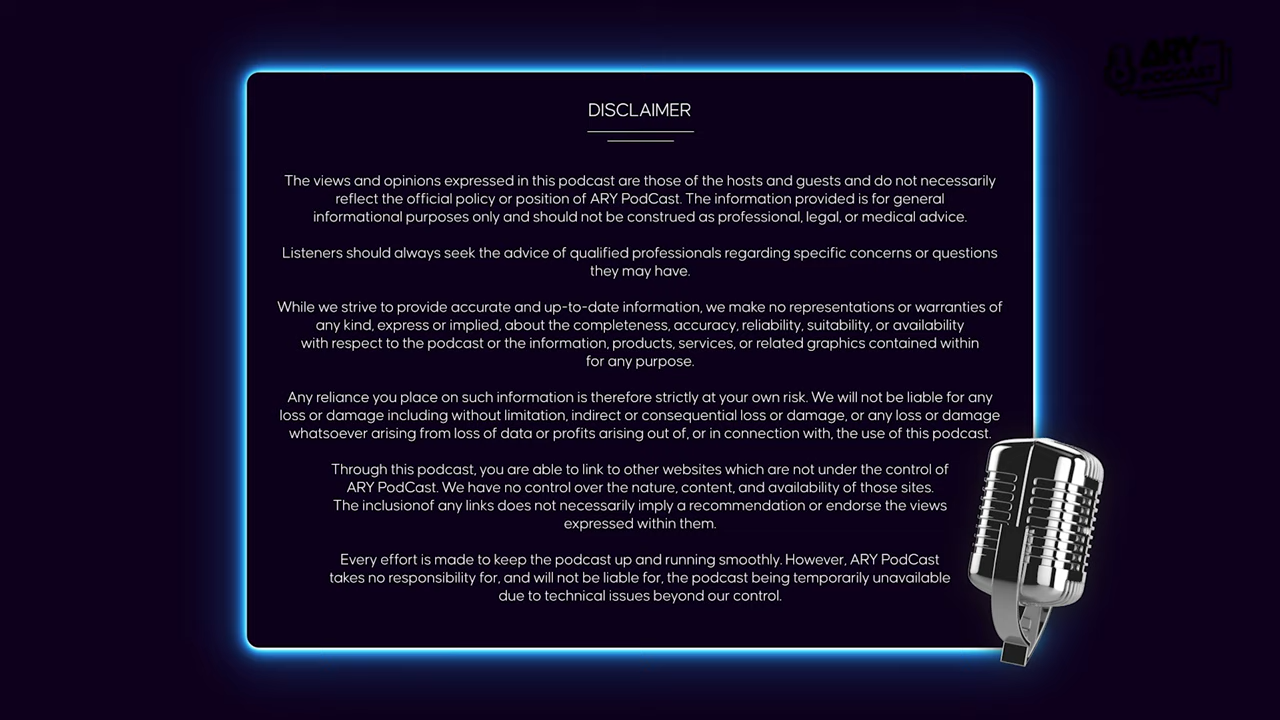 ARY
PODCAST
DISCLAIMER
The views and opinions expressed in this podcast are those of the hosts and guests and do not necessarily
reflect the official policy or position of ARY PodCast. The information provided is for general
informational purposes only and should not be construed as professional, legal, or medical advice.
Listeners should always seek the advice of qualified professionals regarding specific concerns or questions
they may have.
While we strive to provide accurate and up-to-date information, we make no representations or warranties of
any kind, express or implied, about the completeness, accuracy, reliability, suitability, or availability
with respect to the podcast or the information, products, services, or related graphics contained within
for any purpose.
Any reliance you place on such information is therefore strictly at your own risk. We will not be liable for any
loss or damage including without limitation, indirect or consequential loss or damage, or any loss or damage
whatsoever arising from loss of data or profits arising out of, or in connection with, the use of this podcast.
Through this podcast, you are able to link to other websites which are not under the control of
ARY PodCast. We have no control over the nature, content, and availability of those sites.
The inclusionof any links does not necessarily imply a recommendation or endorse the views
expressed within them.
Every effort is made to keep the podcast up and running smoothly. However, ARY PodCast
takes no responsibility for, and will not be liable for, the podcast being temporarily unavailable
due to technical issues beyond our control.